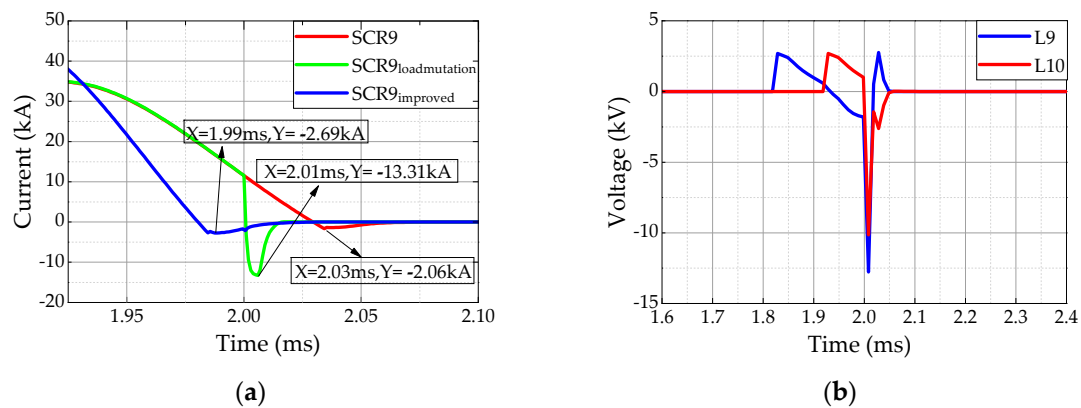 SCR9
SCR9loadmutation
SCR9improved
X=1.99ms,Y= -2.69kA
X=2.01ms,Y= -13.31kA
X=2.03ms,Y= -2.06kA
50
40
30
20
10
0
-10
-20
Current (kA)
1.95
2.00
2.05
2.10
Time (ms)
(a)
L9
L10
5
0
-5
-10
-15
Voltage (kV)
1.6
1.7
1.8
1.9
2.0
2.1
2.2
2.3
2.4
Time (ms)
(b)